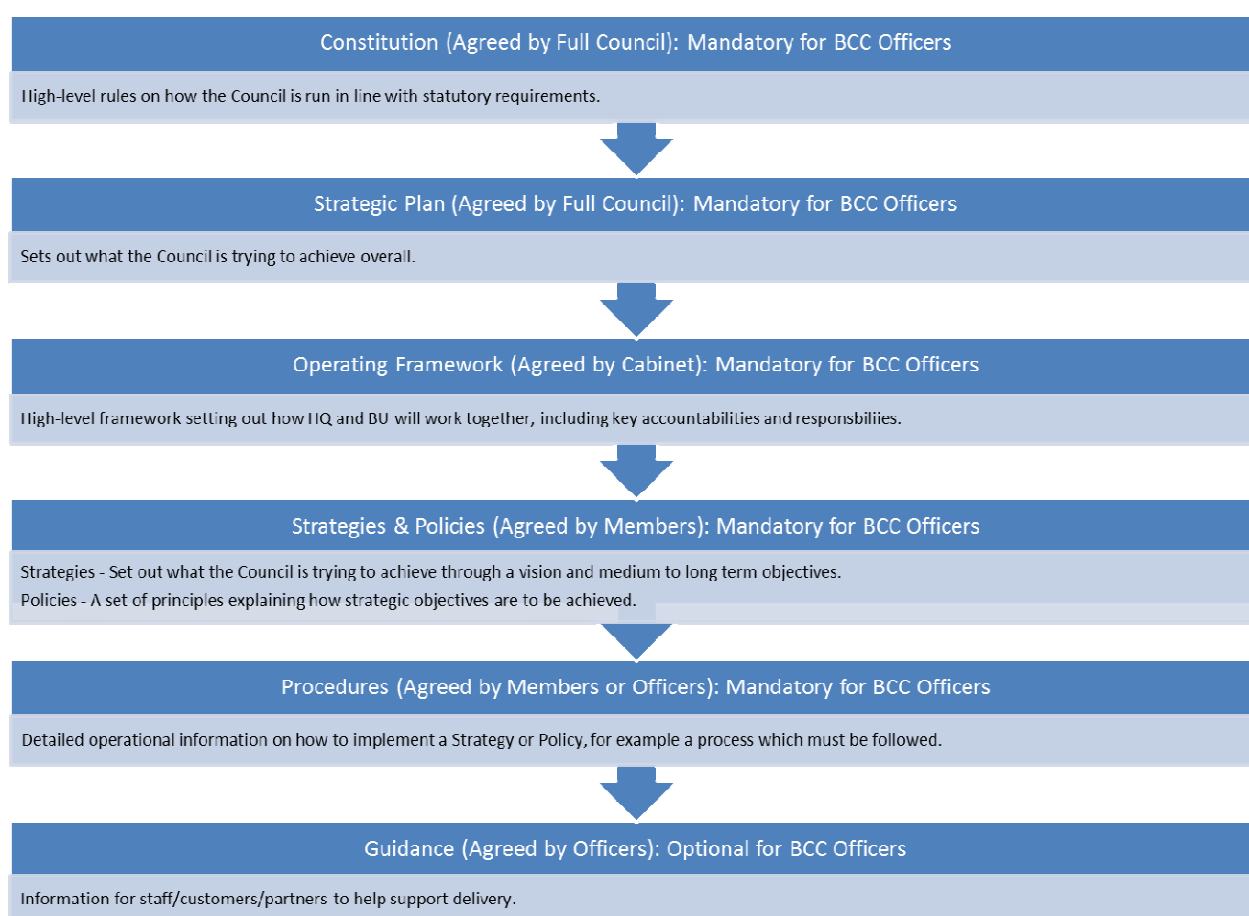 Constitution (Agreed by Full Council): Mandatory for BCC Officers
High-level rules on how the Council is run in line with statutory requirements.
Strategic Plan (Agreed by Full Council): Mandatory for BCC Officers
Sets out what the Council is trying to achieve overall.
Operating Framework (Agreed by Cabinet): Mandatory for BCC Officers
High-level framework setting out how HQ and BU will work together, including key accountabilities and responsbiliies.
Strategies & Policies (Agreed by Members): Mandatory for BCC Officers
Strategies - Set out what the Council is trying to achieve through a vision and medium to long term objectives.
Policies - A set of principles explaining how strategic objectives are to be achieved.
Procedures (Agreed by Members or Officers): Mandatory for BCC Officers
Detailed operational information on how to implement a Strategy or Policy, for example a process which must be followed.
Guidance (Agreed by Officers): Optional for BCC Officers
Information for staff/customers/partners to help support delivery.